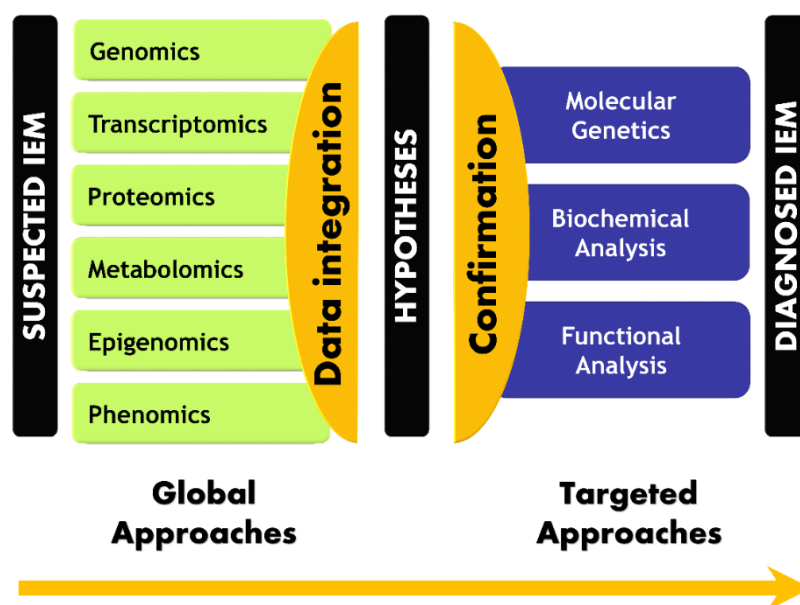 SUSPECTED IEM
Genomics
Transcriptomics
Proteomics
Metabolomics
Epigenomics
Phenomics
Data integration
HYPOTHESES
Confirmation
Molecular
Genetics
Biochemical
Analysis
Functional
Analysis
DIAGNOSED IEM
Global
Approaches
Targeted
Approaches